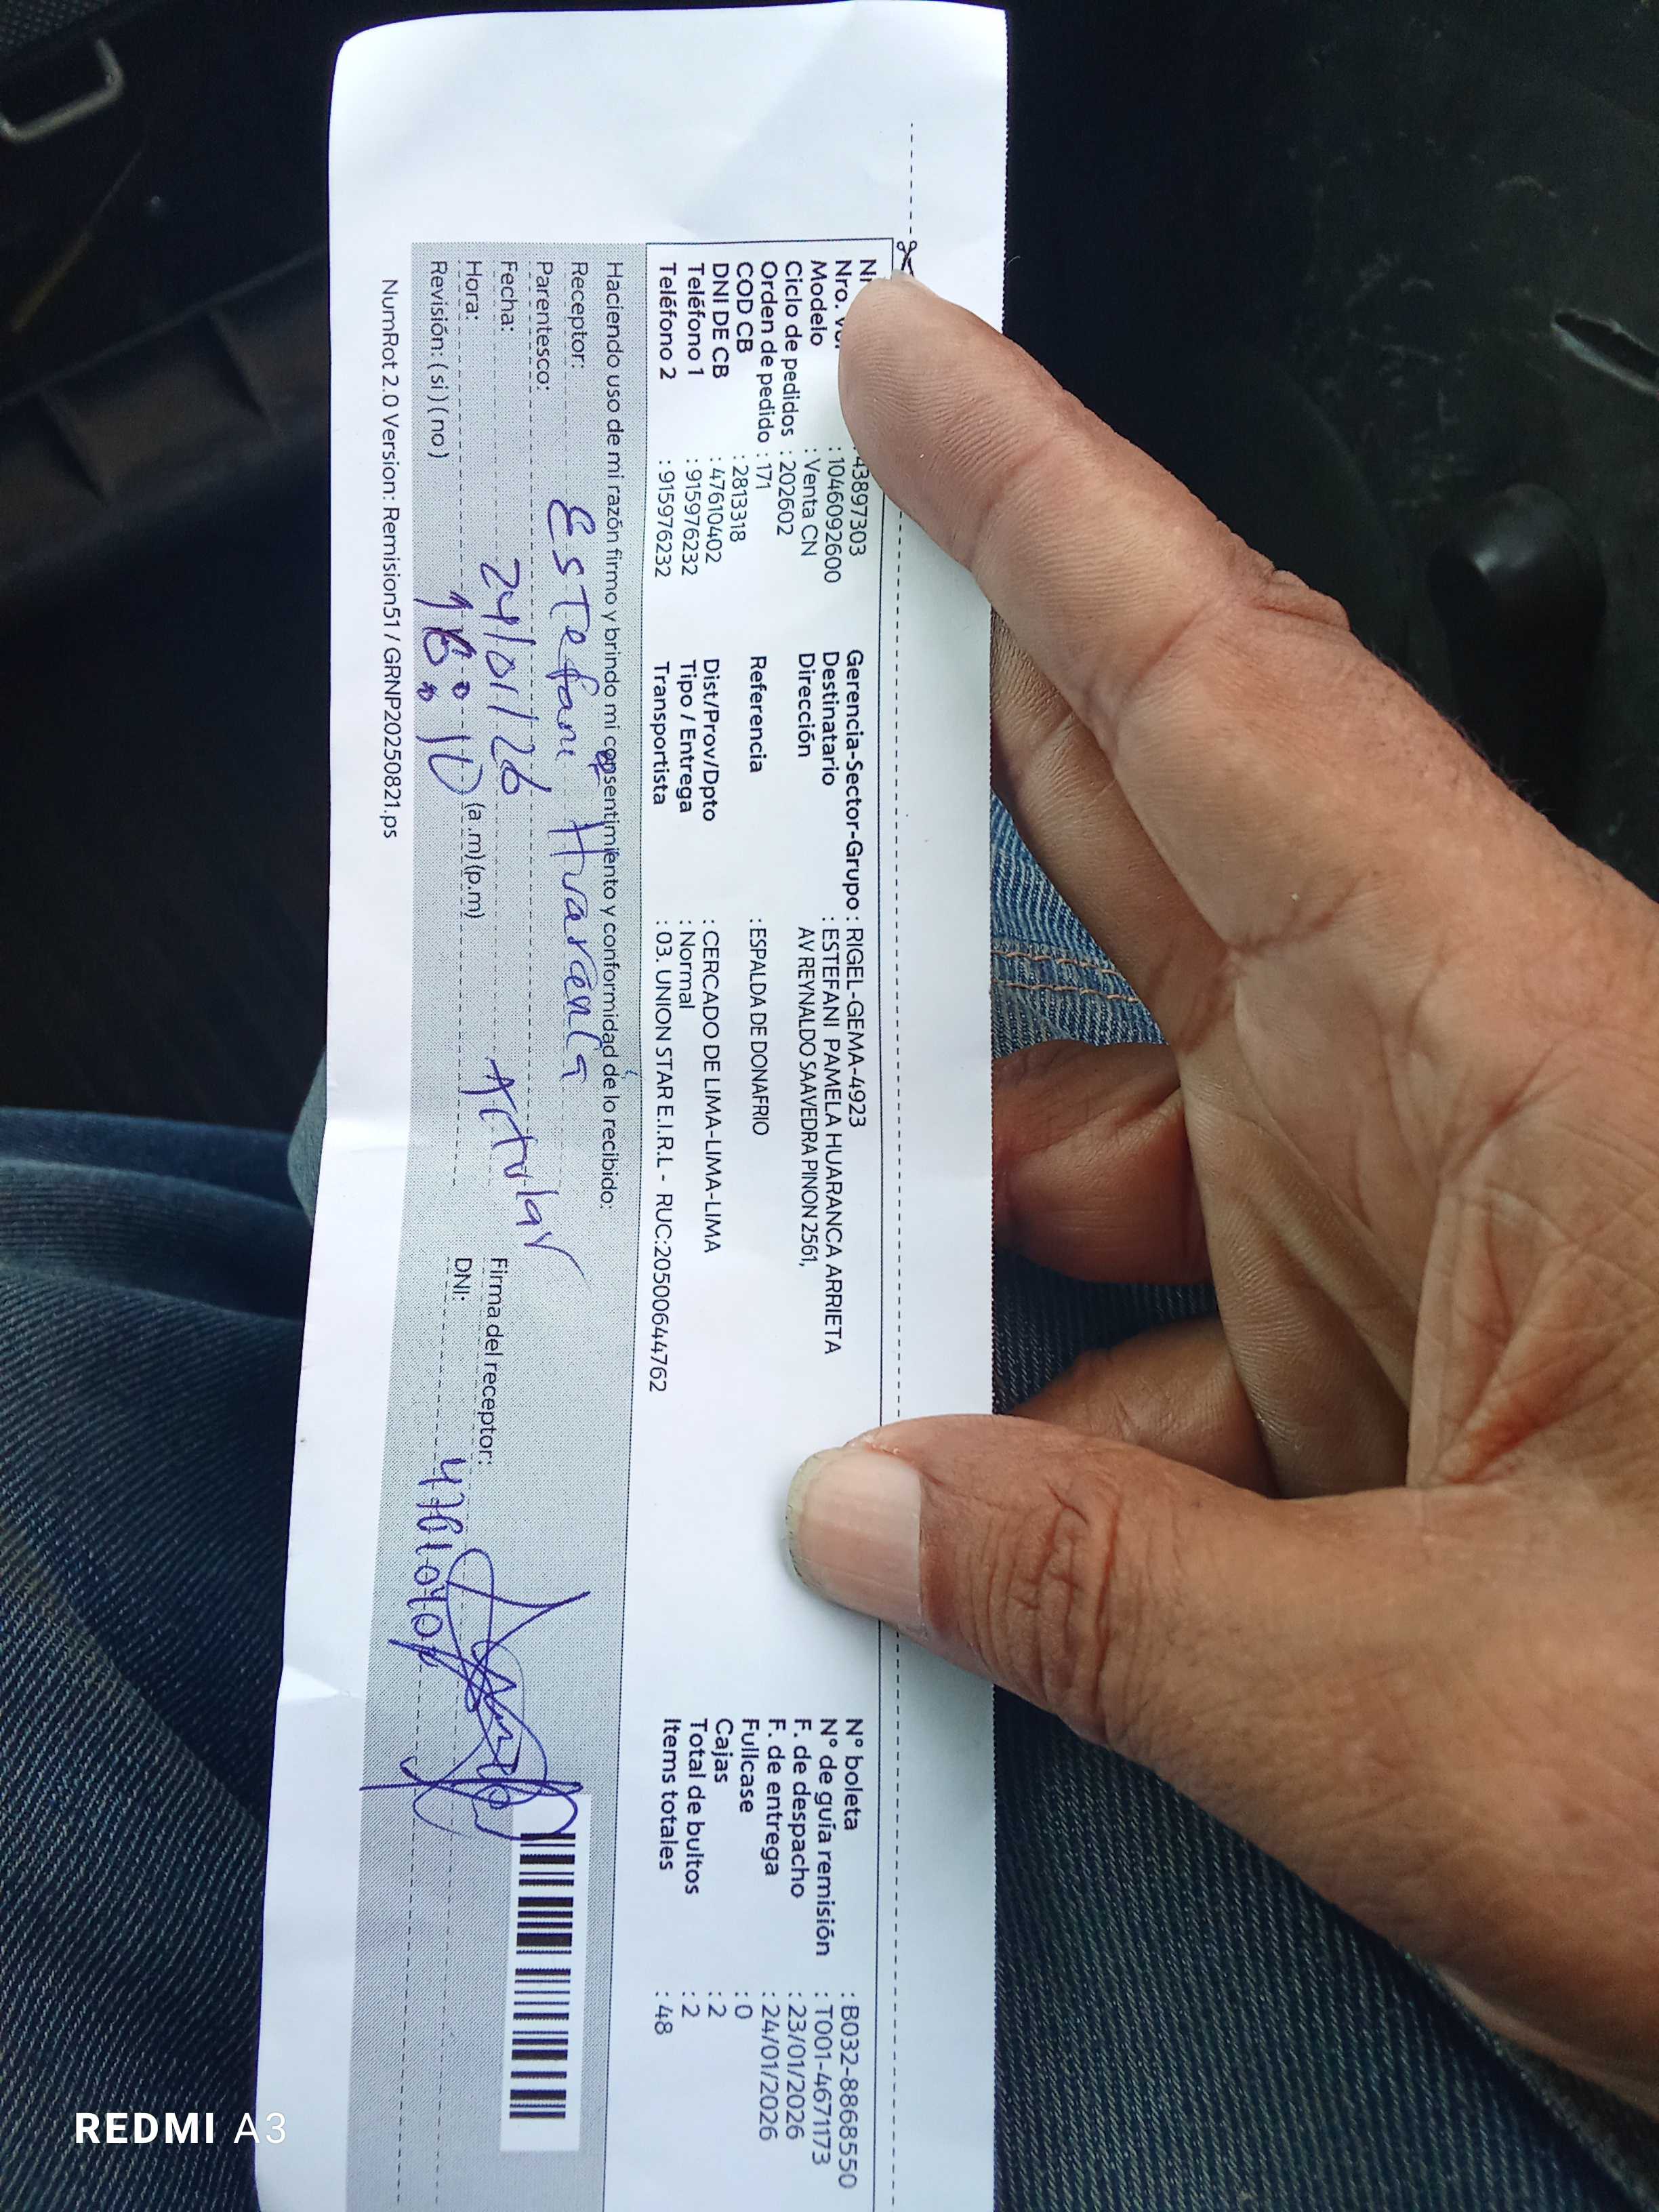 43897303
Nro. : 1046092600
Modelo : Venta CN
Ciclo de pedidos : 202602
Orden de pedido : 171
COD CB : 2813318
DNI DE CB : 47610402
Teléfono 1 : 915976232
Teléfono 2 : 915976232
Gerencia-Sector-Grupo : RIGEL-GEMA-4923
Destinatario : ESTEFANI PAMELA HUARANCA ARRIETA
Dirección AV REYNALDO SAAVEDRA PINON 2561,
Referencia : ESPALDA DE DONAFRIO
Dist/Prov/Dpto : CERCADO DE LIMA-LIMA-LIMA
Tipo / Entrega : Normal
Transportista : 03. UNION STAR E.I.R.L - RUC:20500644762
N° boleta : B032-8868550
N° de guía remisión : T001-4671173
F. de despacho : 23/01/2026
F. de entrega : 24/01/2026
Fullcase : 0
Cajas : 2
Total de bultos : 2
Items totales : 48
Haciendo uso de mi razón firmo y brindo mi consentimiento y conformidad de lo recibido:
Receptor: Estefani Huaranca
Parentesco:
Fecha: 24/01/26
Hora: (a .m)(p.m)
Revisión: ( si ) ( no )
Firma del receptor:
DNI:
NumRot 2.0 Version: Remision51 / GRNP20250821.ps
REDMI A3